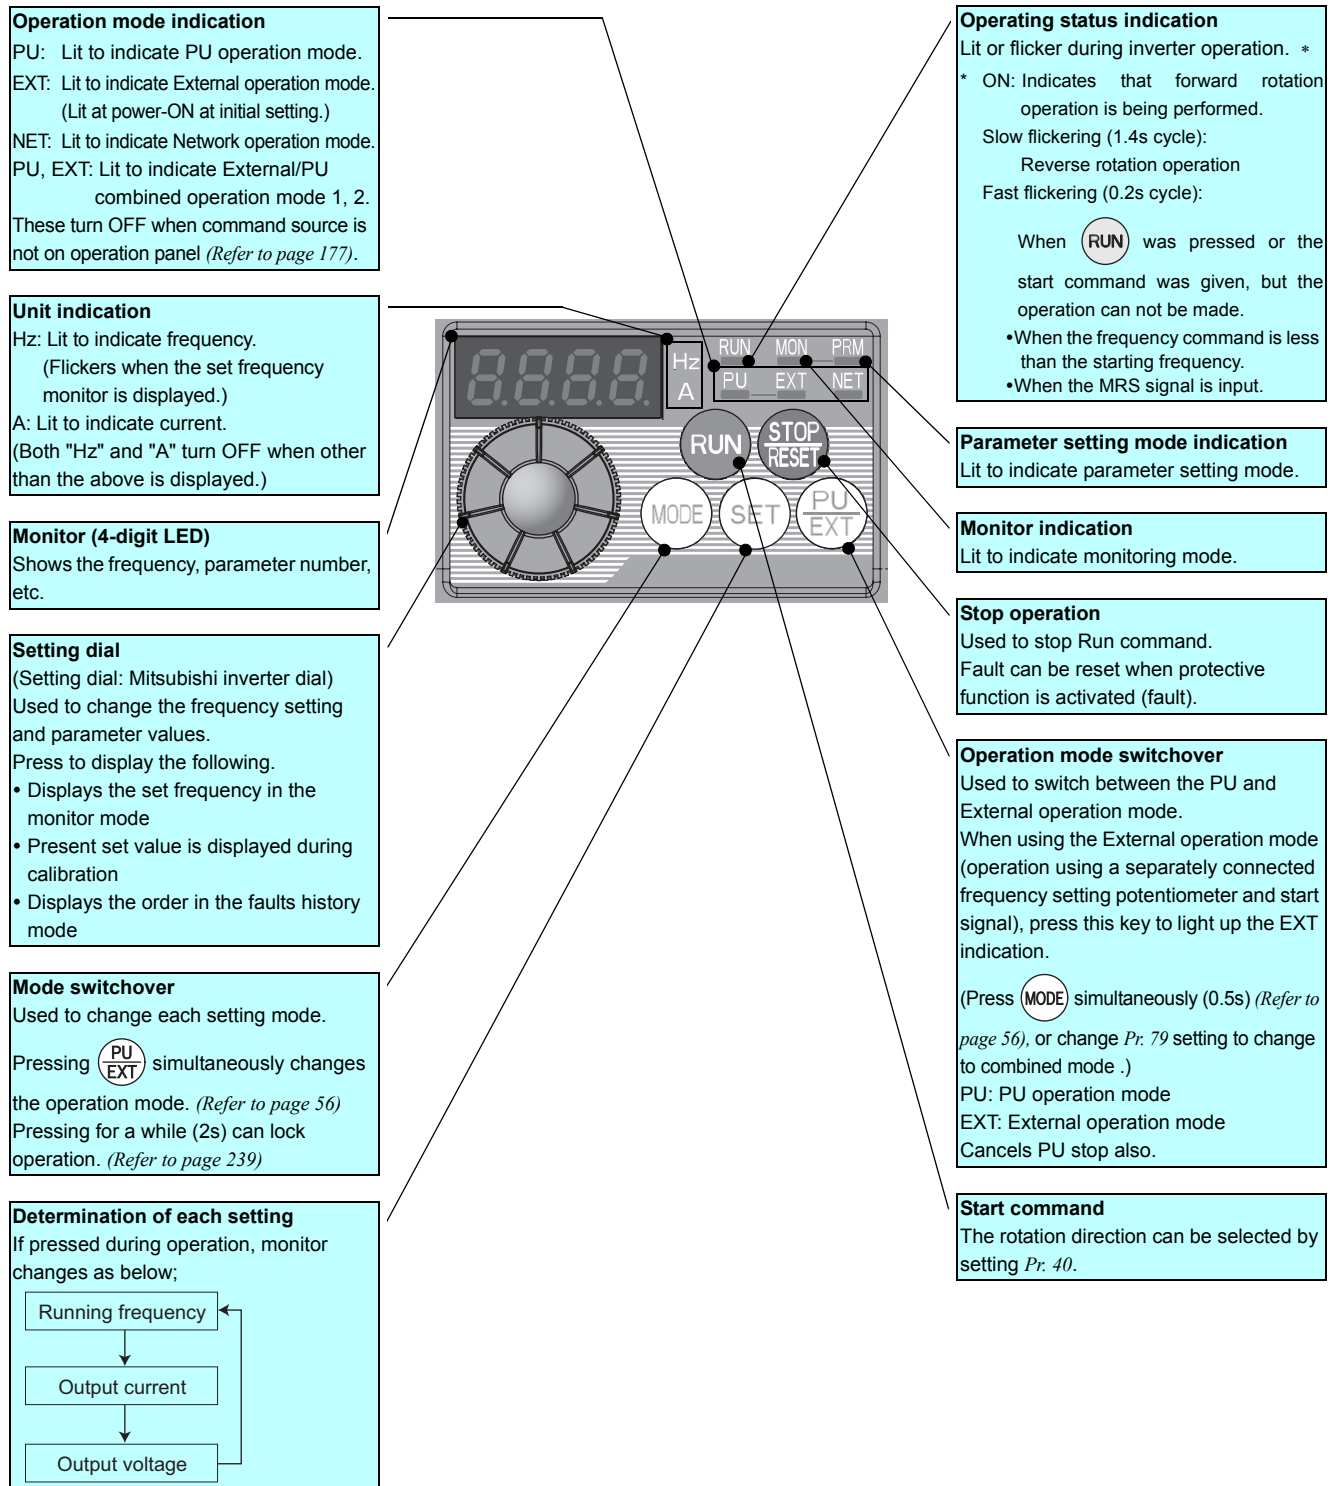 Operation mode indication
PU: Lit to indicate PU operation mode.
EXT: Lit to indicate External operation mode.
(Lit at power-ON at initial setting.)
NET: Lit to indicate Network operation mode.
PU, EXT: Lit to indicate External/PU
combined operation mode 1, 2.
These turn OFF when command source is
not on operation panel (Refer to page 177).
Unit indication
Hz: Lit to indicate frequency.
(Flickers when the set frequency
monitor is displayed.)
A: Lit to indicate current.
(Both "Hz" and "A" turn OFF when other
than the above is displayed.)
Monitor (4-digit LED)
Shows the frequency, parameter number,
etc.
Setting dial
(Setting dial: Mitsubishi inverter dial)
Used to change the frequency setting
and parameter values.
Press to display the following.
• Displays the set frequency in the
monitor mode
• Present set value is displayed during
calibration
• Displays the order in the faults history
mode
Mode switchover
Used to change each setting mode.
Pressing PU/EXT simultaneously changes
the operation mode. (Refer to page 56)
Pressing for a while (2s) can lock
operation. (Refer to page 239)
Determination of each setting
If pressed during operation, monitor
changes as below;
Running frequency
Output current
Output voltage
8.8.8.8.
Hz
A
RUN MON PRM
PU EXT NET
RUN
STOP
RESET
MODE
SET
PU
EXT
Operating status indication
Lit or flicker during inverter operation. *
* ON: Indicates that forward rotation
operation is being performed.
Slow flickering (1.4s cycle):
Reverse rotation operation
Fast flickering (0.2s cycle):
When RUN was pressed or the
start command was given, but the
operation can not be made.
•When the frequency command is less
than the starting frequency.
•When the MRS signal is input.
Parameter setting mode indication
Lit to indicate parameter setting mode.
Monitor indication
Lit to indicate monitoring mode.
Stop operation
Used to stop Run command.
Fault can be reset when protective
function is activated (fault).
Operation mode switchover
Used to switch between the PU and
External operation mode.
When using the External operation mode
(operation using a separately connected
frequency setting potentiometer and start
signal), press this key to light up the EXT
indication.
(Press MODE simultaneously (0.5s) (Refer to
page 56), or change Pr. 79 setting to change
to combined mode .)
PU: PU operation mode
EXT: External operation mode
Cancels PU stop also.
Start command
The rotation direction can be selected by
setting Pr. 40.